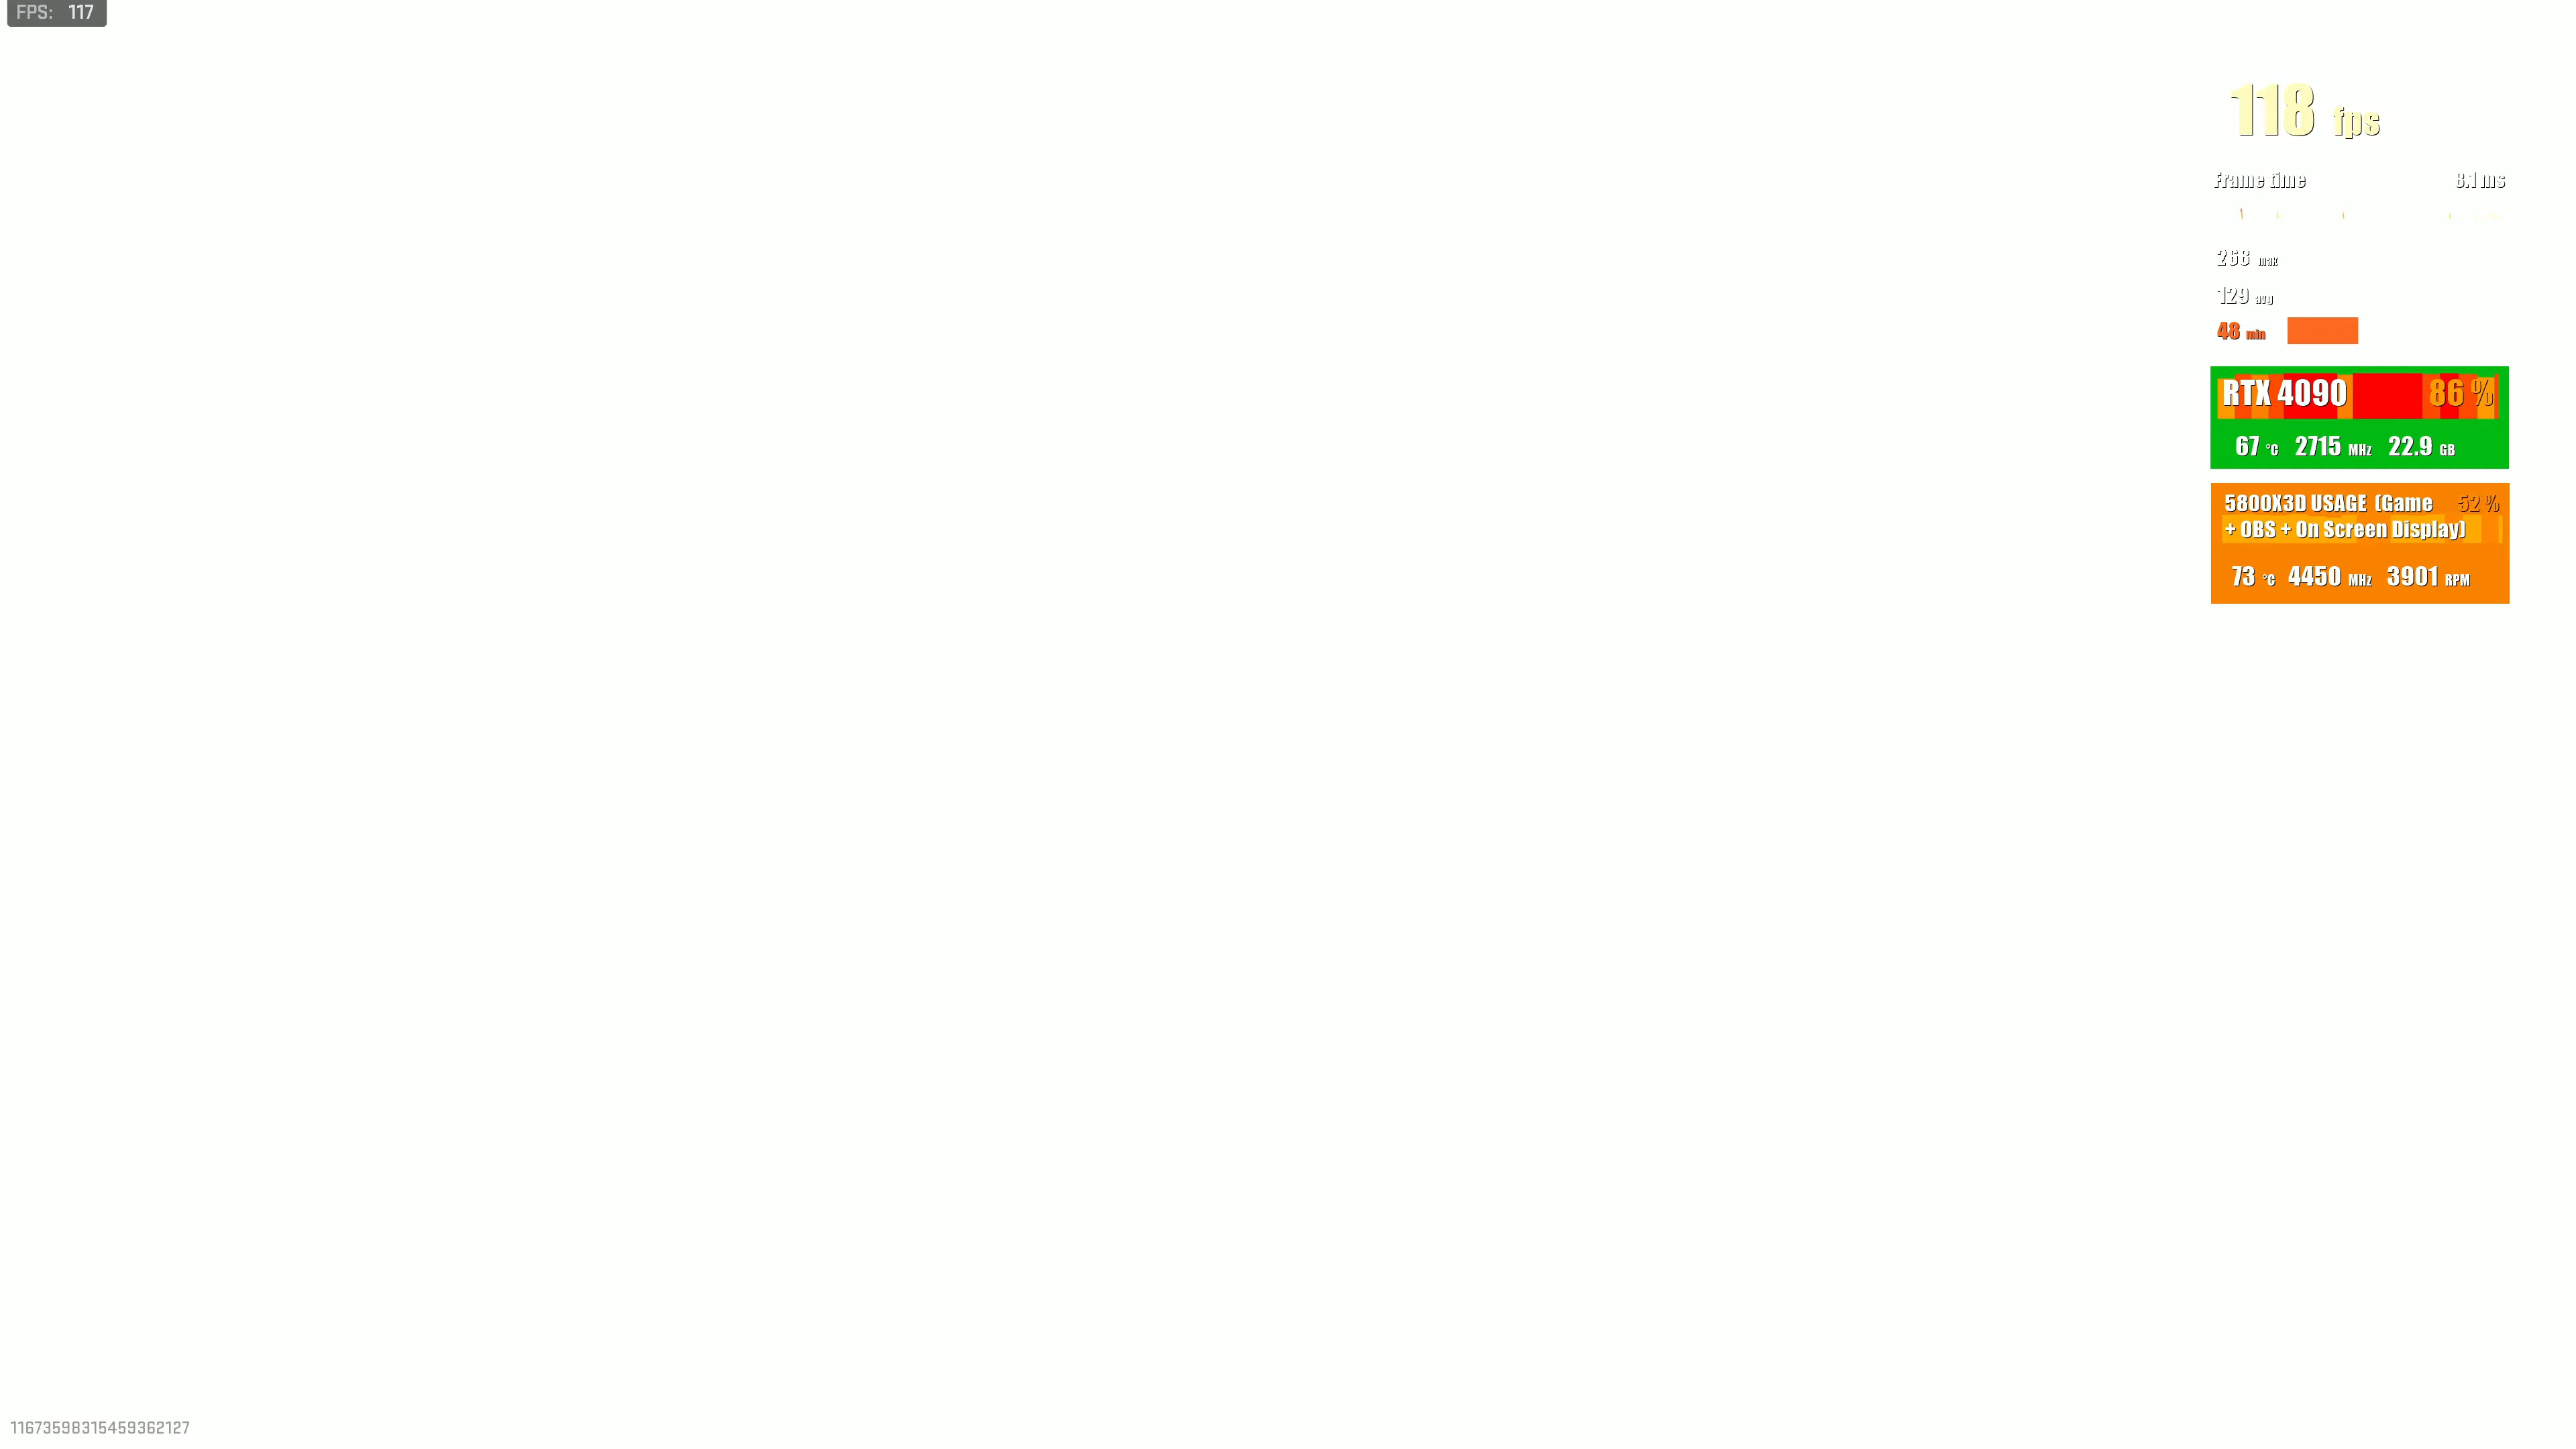 FPS: 117
118 fps
Frame time 8.1 ms
268 max
129 avg
48 min
RTX 4090 86 %
67 °C 2715 MHz 22.9 GB
5800X3D USAGE (Game 52 %
+ OBS + On Screen Display)
73 °C 4450 MHz 3901 RPM
11673598315459362127